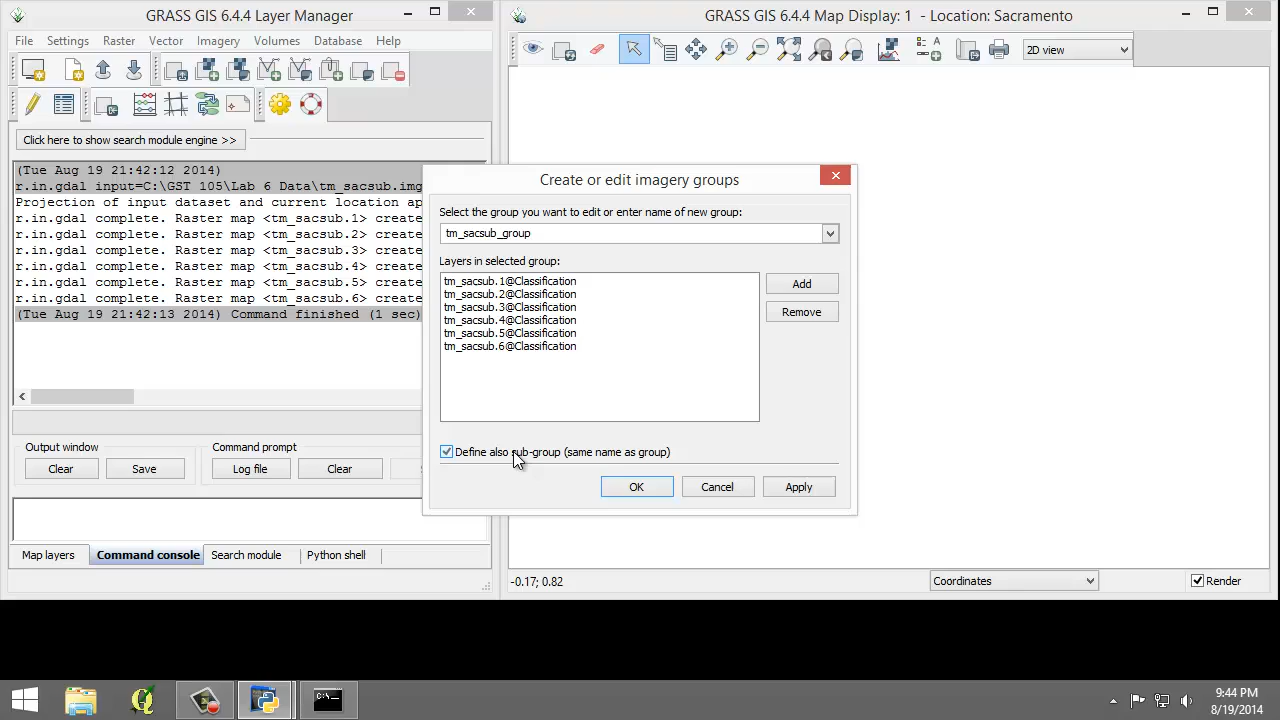 GRASS GIS 6.4.4 Layer Manager
File Settings Raster Vector Imagery Volumes Database Help
Click here to show search module engine >>
(Tue Aug 19 21:42:12 2014)
r.in.gdal input=C:\GST 105\Lab 6 Data\tm_sacsub.img
Projection of input dataset and current location ap
r.in.gdal complete. Raster map <tm_sacsub.1> create
r.in.gdal complete. Raster map <tm_sacsub.2> create
r.in.gdal complete. Raster map <tm_sacsub.3> create
r.in.gdal complete. Raster map <tm_sacsub.4> create
r.in.gdal complete. Raster map <tm_sacsub.5> create
r.in.gdal complete. Raster map <tm_sacsub.6> create
(Tue Aug 19 21:42:13 2014) Command finished (1 sec)
Output window Command prompt
Clear Save Log file Clear
Map layers Command console Search module Python shell
GRASS GIS 6.4.4 Map Display: 1 - Location: Sacramento
2D view
Create or edit imagery groups
Select the group you want to edit or enter name of new group:
tm_sacsub_group
Layers in selected group:
tm_sacsub.1@Classification
tm_sacsub.2@Classification
tm_sacsub.3@Classification
tm_sacsub.4@Classification
tm_sacsub.5@Classification
tm_sacsub.6@Classification
Add
Remove
Define also sub-group (same name as group)
OK Cancel Apply
-0.17; 0.82 Coordinates Render
9:44 PM
8/19/2014